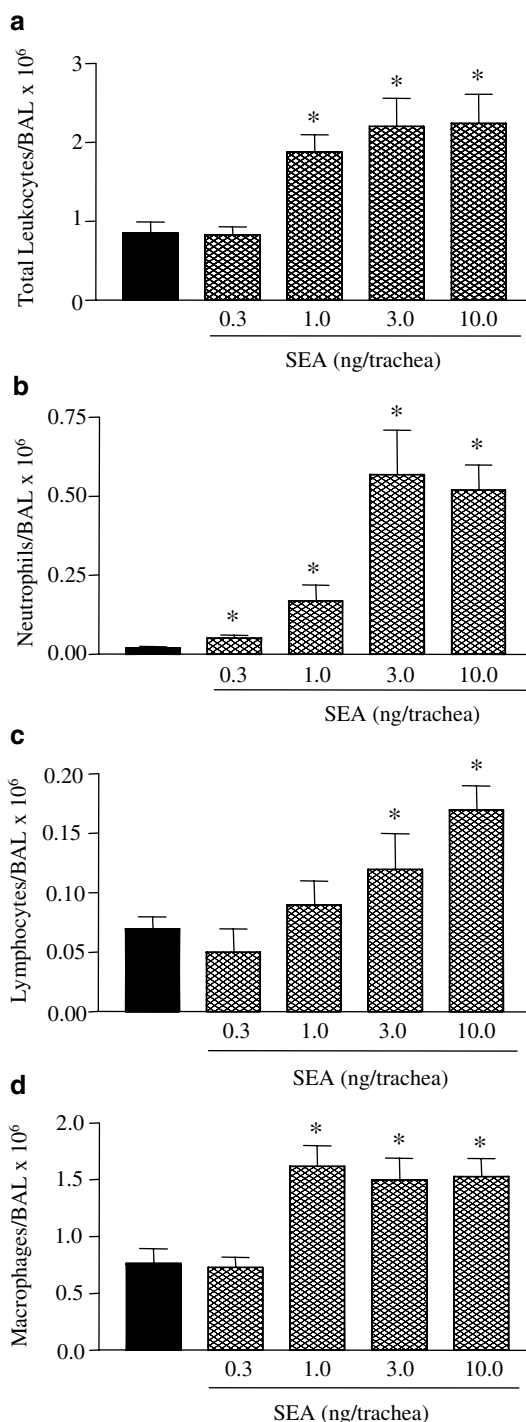 a
Total Leukocytes/BAL x 10⁶
3
2
1
0
* * *
0.3 1.0 3.0 10.0
SEA (ng/trachea)
b
Neutrophils/BAL x 10⁶
0.75
0.50
0.25
0.00
* * * *
0.3 1.0 3.0 10.0
SEA (ng/trachea)
c
Lymphocytes/BAL x 10⁶
0.20
0.15
0.10
0.05
0.00
* *
0.3 1.0 3.0 10.0
SEA (ng/trachea)
d
Macrophages/BAL x 10⁶
2.0
1.5
1.0
0.5
0.0
* * *
0.3 1.0 3.0 10.0
SEA (ng/trachea)